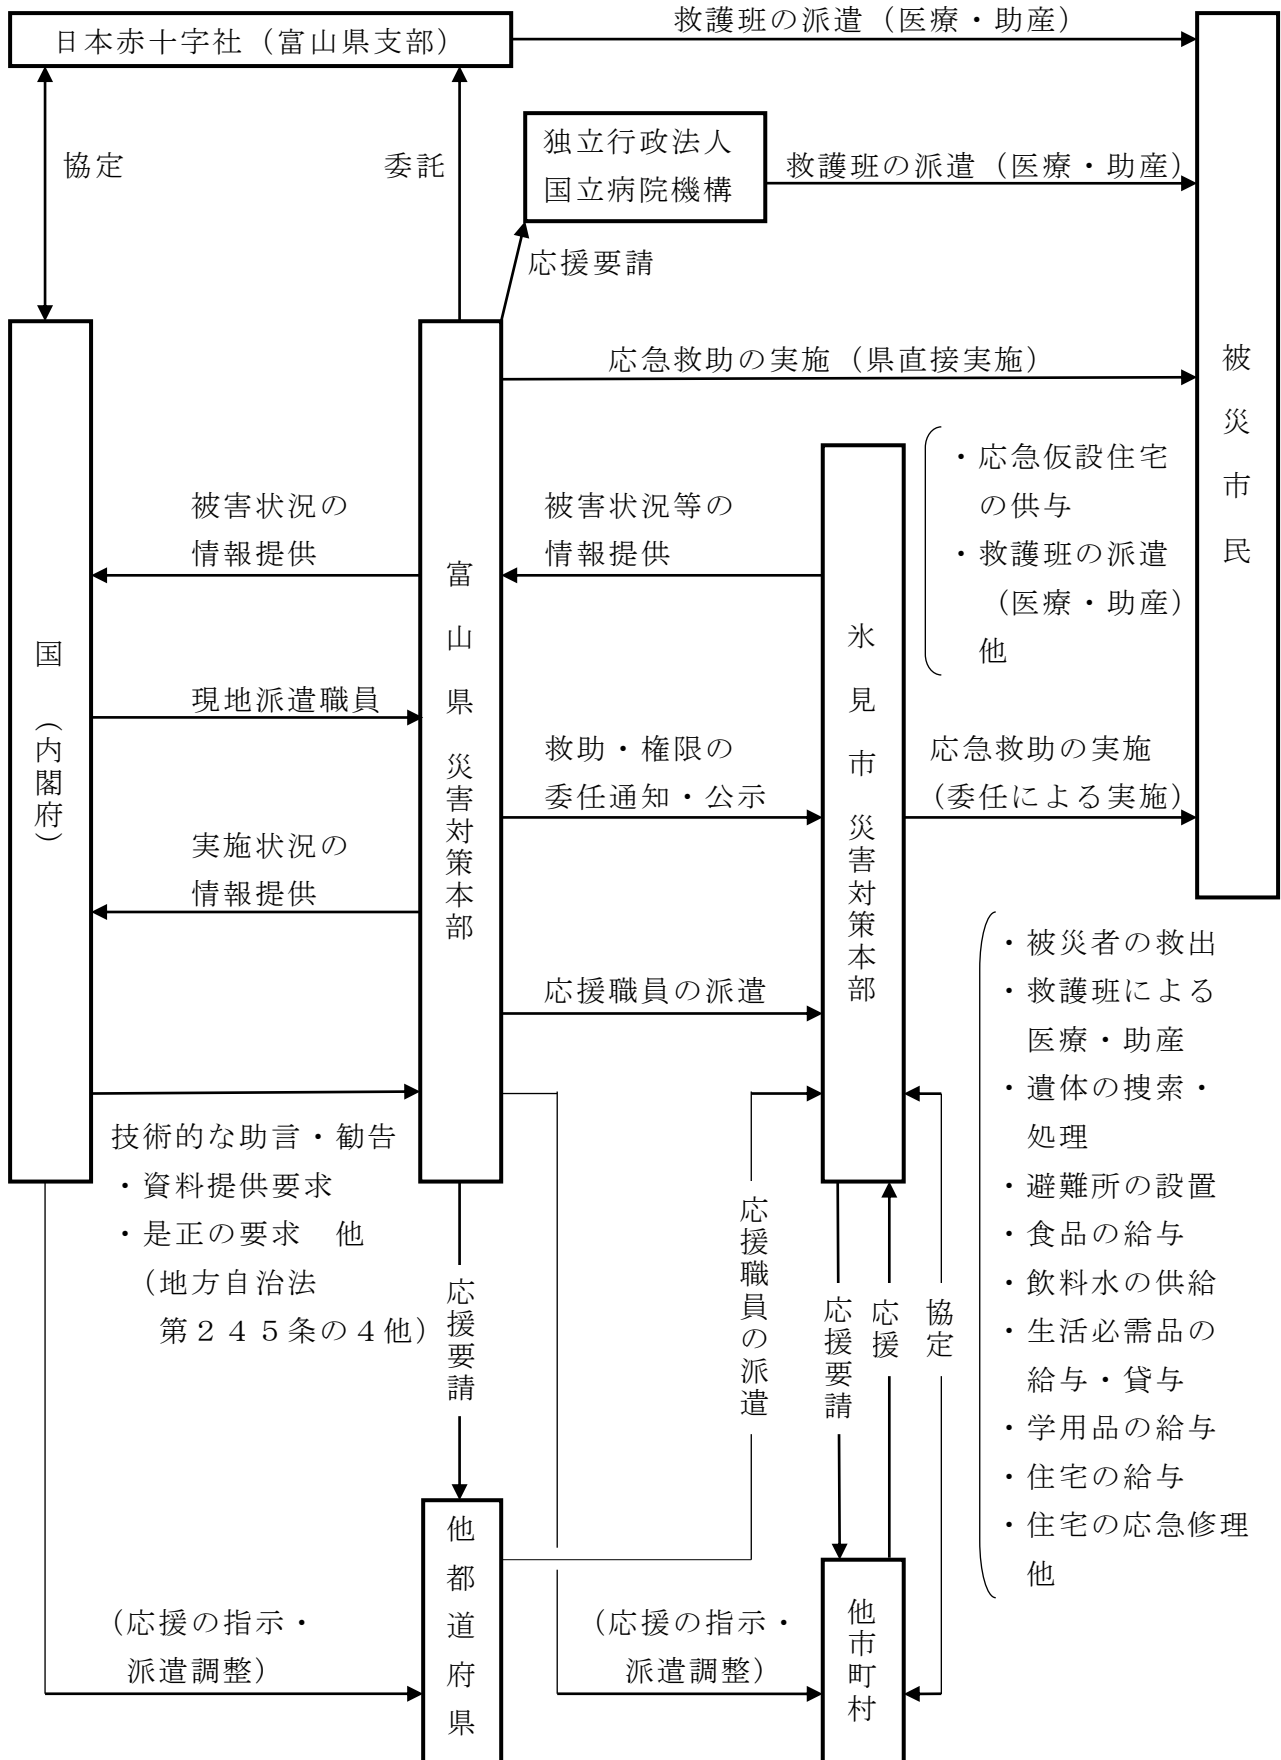 日本赤十字社（富山県支部）
救護班の派遣（医療・助産）
協定
委託
独立行政法人
国立病院機構
救護班の派遣（医療・助産）
応援要請
応急救助の実施（県直接実施）
被災市民
・応急仮設住宅
の供与
・救護班の派遣
（医療・助産）
他
被害状況の
情報提供
被害状況等の
情報提供
国（内閣府）
富山県 災害対策本部
氷見市 災害対策本部
現地派遣職員
救助・権限の
委任通知・公示
応急救助の実施
（委任による実施）
実施状況の
情報提供
応援職員の派遣
・被災者の救出
・救護班による
医療・助産
・遺体の捜索・
処理
・避難所の設置
・食品の給与
・飲料水の供給
・生活必需品の
給与・貸与
・学用品の給与
・住宅の給与
・住宅の応急修理
他
技術的な助言・勧告
・資料提供要求
・是正の要求　他
（地方自治法
第２４５条の４他）
応援要請
応援職員の派遣
応援要請
応援
協定
他都道府県
他市町村
（応援の指示・
派遣調整）
（応援の指示・
派遣調整）